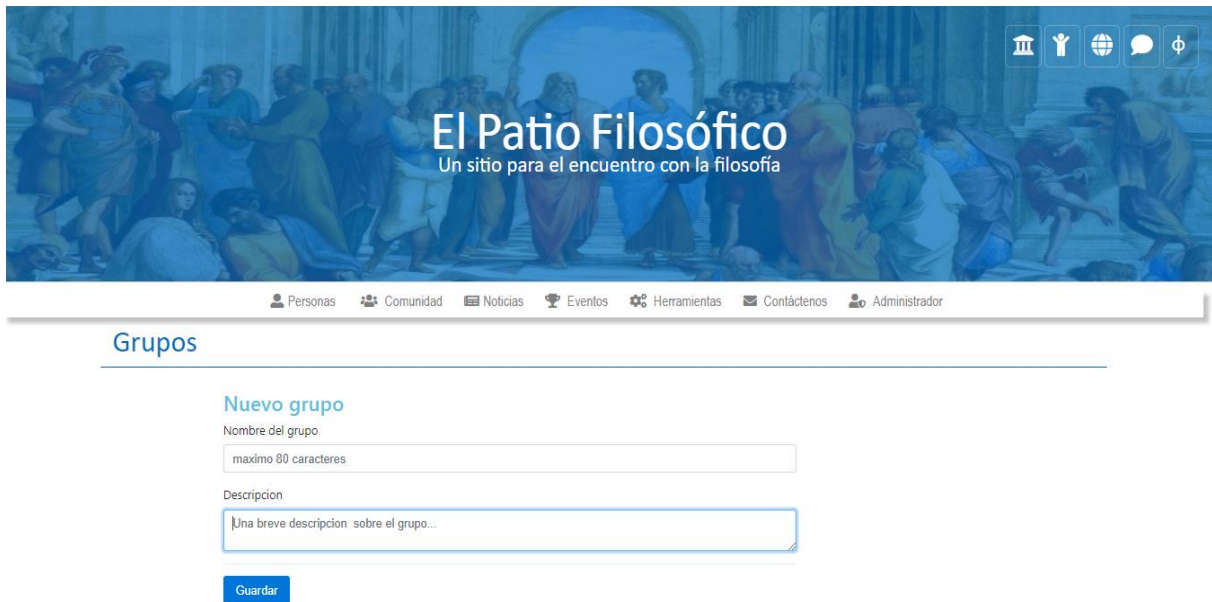 ф
El Patio Filosófico
Un sitio para el encuentro con la filosofía
Personas Comunidad Noticias Eventos Herramientas Contáctenos Administrador
Grupos
Nuevo grupo
Nombre del grupo
maximo 80 caracteres
Descripcion
Una breve descripcion sobre el grupo...
Guardar